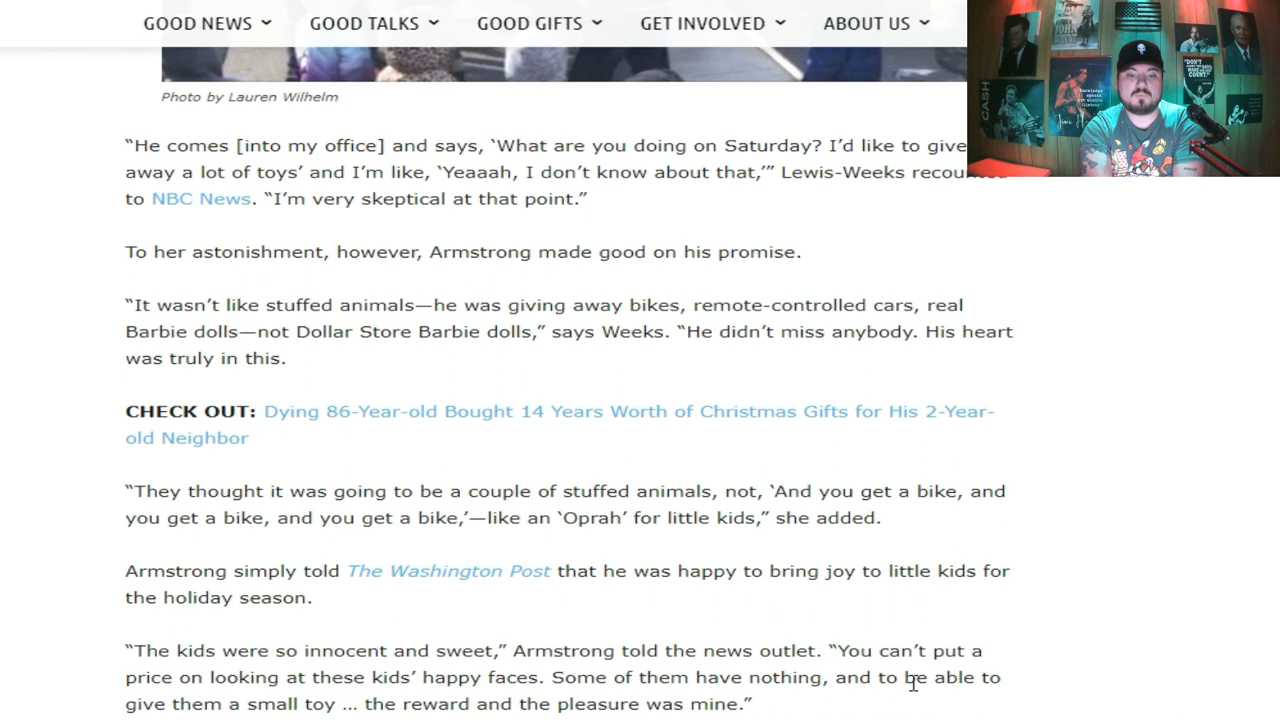 GOOD NEWS GOOD TALKS GOOD GIFTS GET INVOLVED ABOUT US
Photo by Lauren Wilhelm
“He comes [into my office] and says, ‘What are you doing on Saturday? I’d like to give
away a lot of toys’ and I’m like, ‘Yeaaah, I don’t know about that,’” Lewis-Weeks recounted
to NBC News. “I’m very skeptical at that point.”
To her astonishment, however, Armstrong made good on his promise.
“It wasn’t like stuffed animals—he was giving away bikes, remote-controlled cars, real
Barbie dolls—not Dollar Store Barbie dolls,” says Weeks. “He didn’t miss anybody. His heart
was truly in this.
CHECK OUT: Dying 86-Year-old Bought 14 Years Worth of Christmas Gifts for His 2-Year-
old Neighbor
“They thought it was going to be a couple of stuffed animals, not, ‘And you get a bike, and
you get a bike, and you get a bike,’—like an ‘Oprah’ for little kids,” she added.
Armstrong simply told The Washington Post that he was happy to bring joy to little kids for
the holiday season.
“The kids were so innocent and sweet,” Armstrong told the news outlet. “You can’t put a
price on looking at these kids’ happy faces. Some of them have nothing, and to be able to
give them a small toy … the reward and the pleasure was mine.”
CASH
"DON'T
COUNT.